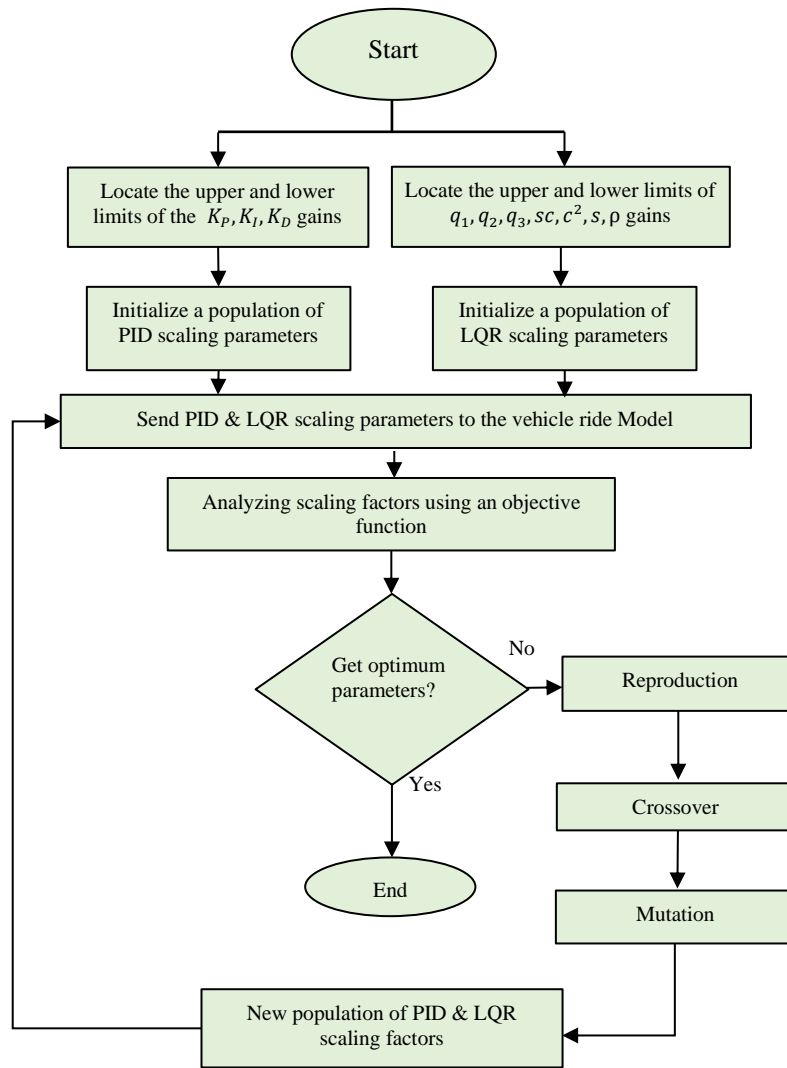 Start
Locate the upper and lower
limits of the K_P, K_I, K_D gains
Locate the upper and lower limits of
q_1, q_2, q_3, sc, c^2, s, ρ gains
Initialize a population of
PID scaling parameters
Initialize a population of
LQR scaling parameters
Send PID & LQR scaling parameters to the vehicle ride Model
Analyzing scaling factors using an objective
function
Get optimum
parameters?
No
Reproduction
Yes
Crossover
End
Mutation
New population of PID & LQR
scaling factors